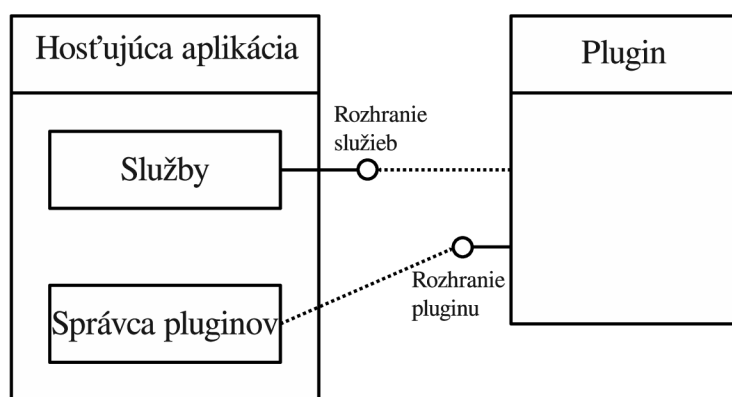 Hosťujúca aplikácia
Plugin
Rozhranie
služieb
Služby
Rozhranie
pluginu
Správca pluginov